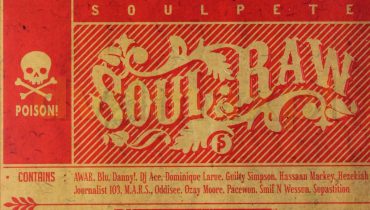 SOULPETE
SOUL RAW
POISON!
CONTAINS:
AWAR, Blu, Danny!, Dj Ace, Dominique Larue, Guilty Simpson, Hassaan Mackey, Hezekiah
Journalist 103, M.A.R.S., Oddisee, Ozay Moore, Pacewon, Smif N Wesson, Supastition